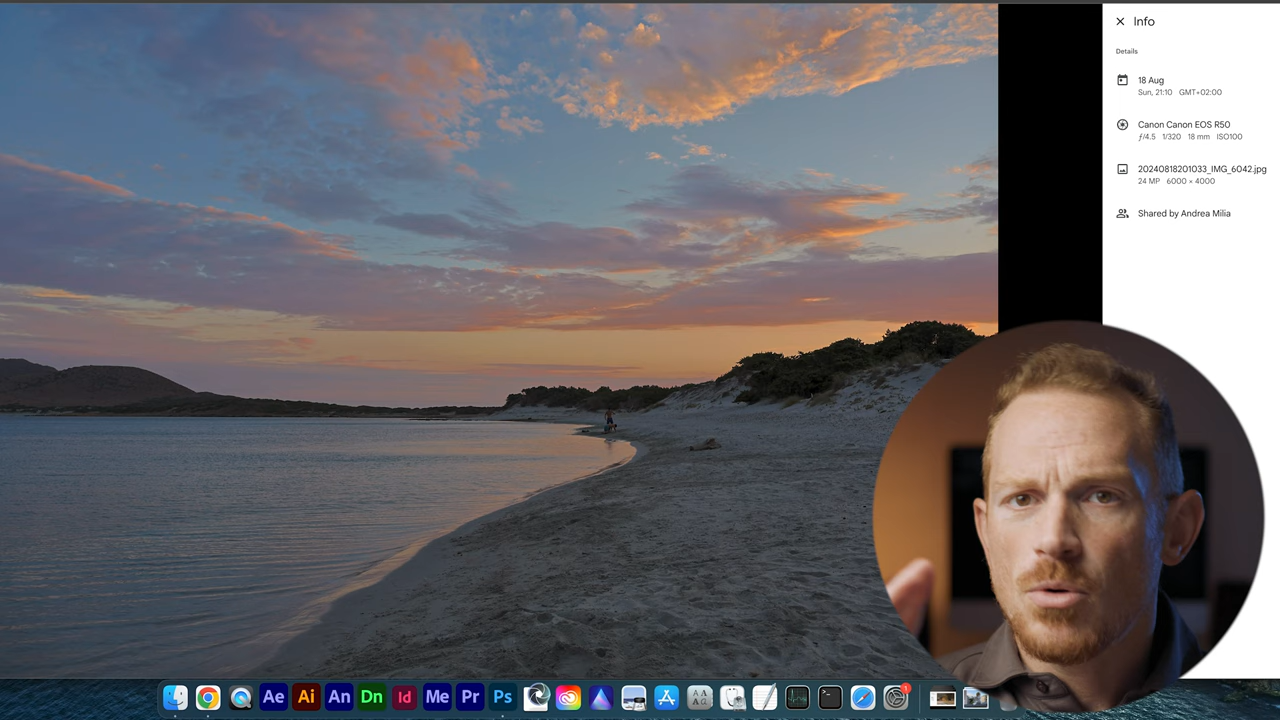 Info
Details
18 Aug
Sun, 21:10 GMT+02:00
Canon Canon EOS R50
ƒ/4.5 1/320 18 mm ISO100
20240818201033_IMG_6042.jpg
24 MP 6000 × 4000
Shared by Andrea Milia
Ae Ai An Dn Id Me Pr Ps
1